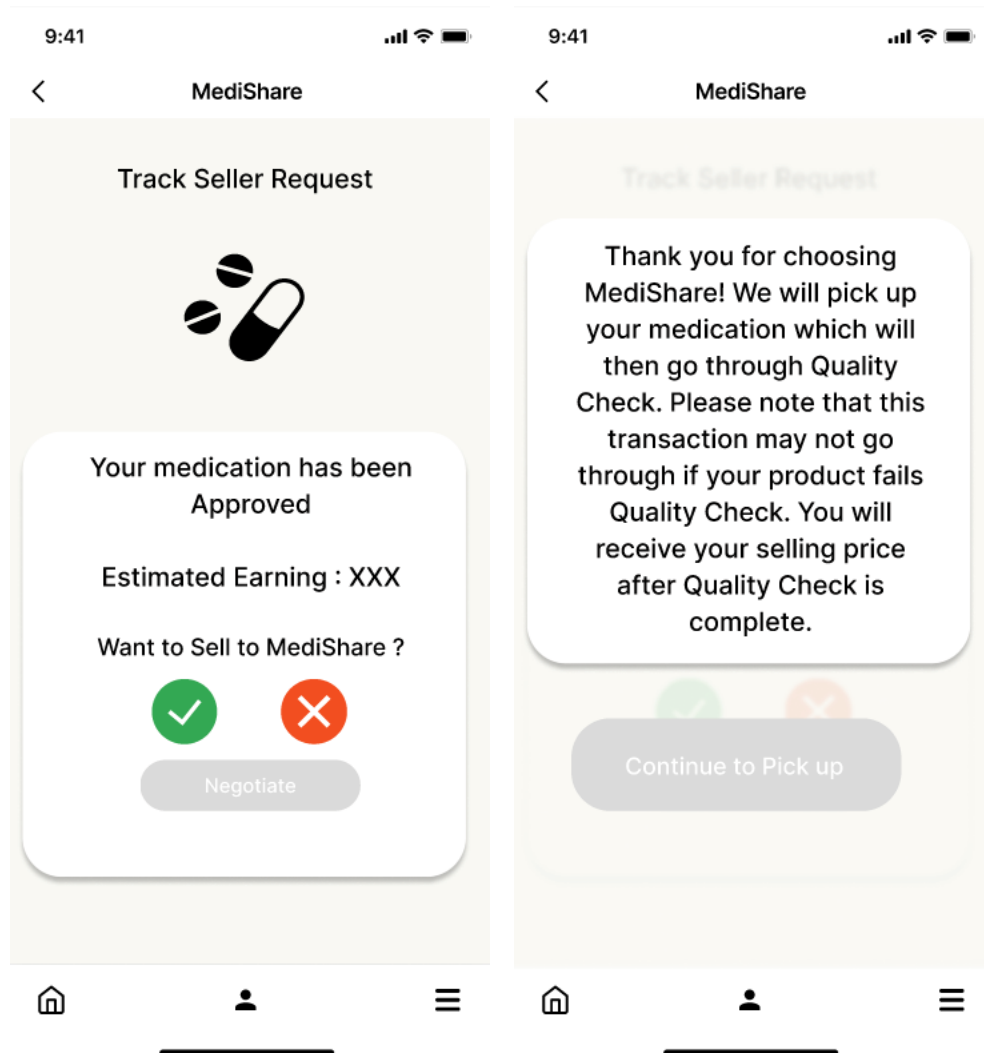 9:41
MediShare
Track Seller Request
Your medication has been
Approved
Estimated Earning : XXX
Want to Sell to MediShare ?
Negotiate
9:41
MediShare
Track Seller Request
Thank you for choosing
MediShare! We will pick up
your medication which will
then go through Quality
Check. Please note that this
transaction may not go
through if your product fails
Quality Check. You will
receive your selling price
after Quality Check is
complete.
Continue to Pick up